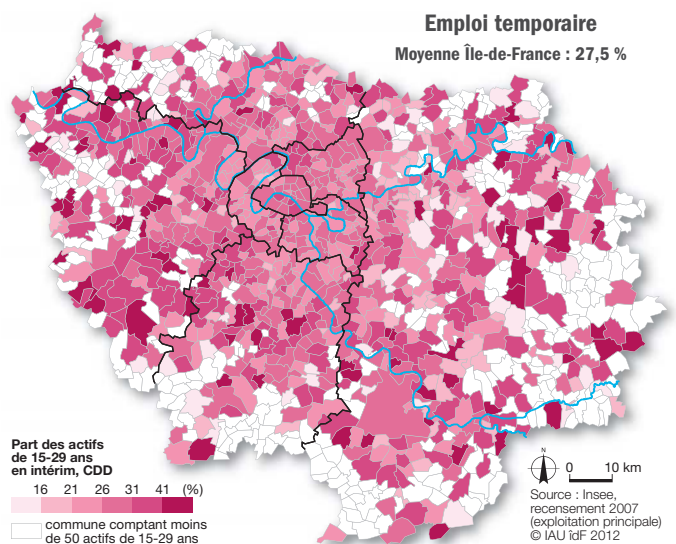 Emploi temporaire
Moyenne Île-de-France : 27,5 %
Part des actifs
de 15-29 ans
en intérim, CDD
16 21 26 31 41 (%)
commune comptant moins
de 50 actifs de 15-29 ans
N
0 10 km
Source : Insee,
recensement 2007
(exploitation principale)
© IAU îdF 2012